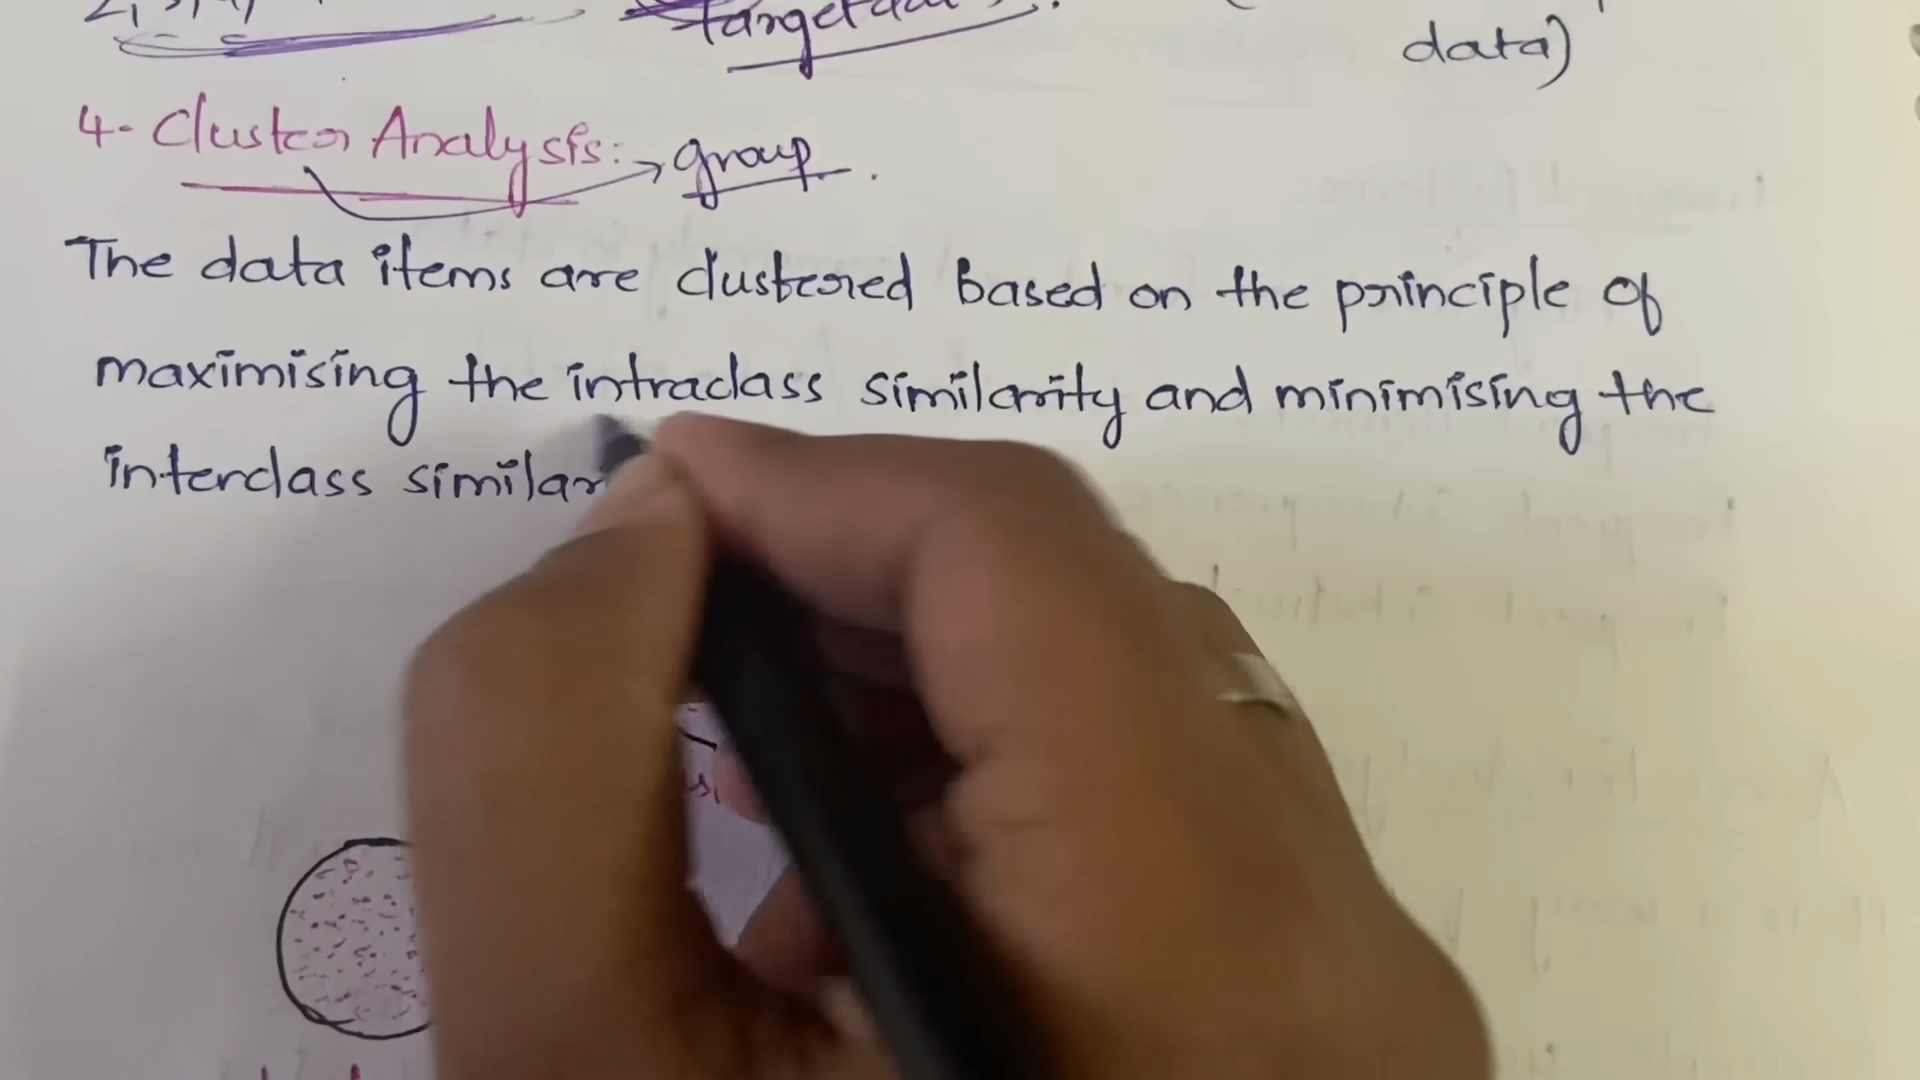 data)
4- Cluster Analysis: → group.
The data items are clustered based on the principle of
maximising the intraclass similarity and minimising the
interclass similar